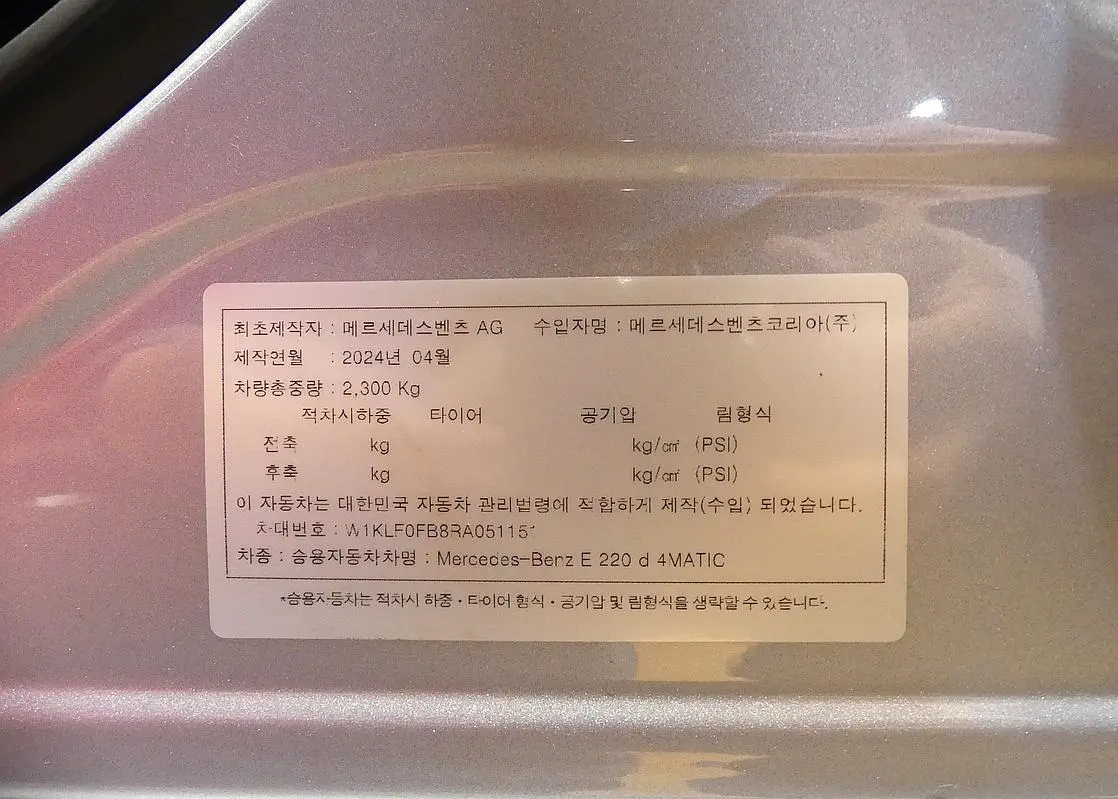 최초제작자 : 메르세데스벤츠 AG 수입자명 : 메르세데스벤츠코리아(주)
제작연월 : 2024년 04월
차량총중량 : 2,300 Kg
적차시하중 타이어 공기압 림형식
전축 kg kg/㎠ (PSI)
후축 kg kg/㎠ (PSI)
이 자동차는 대한민국 자동차 관리법령에 적합하게 제작(수입) 되었습니다.
차대번호 :
차종 : 승용자동차차명 : Mercedes-Benz E 220 d 4MATIC
*승용자동차는 적차시 하중・타이어 형식・공기압 및 림형식을 생략할 수 있습니다.